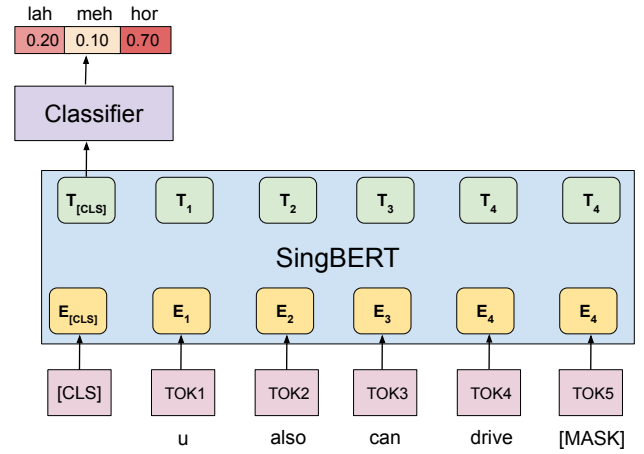 lah meh hor
0.20 0.10 0.70
Classifier
T[CLS] T1 T2 T3 T4 T4
SingBERT
E[CLS] E1 E2 E3 E4 E4
[CLS] TOK1 TOK2 TOK3 TOK4 TOK5
u also can drive [MASK]